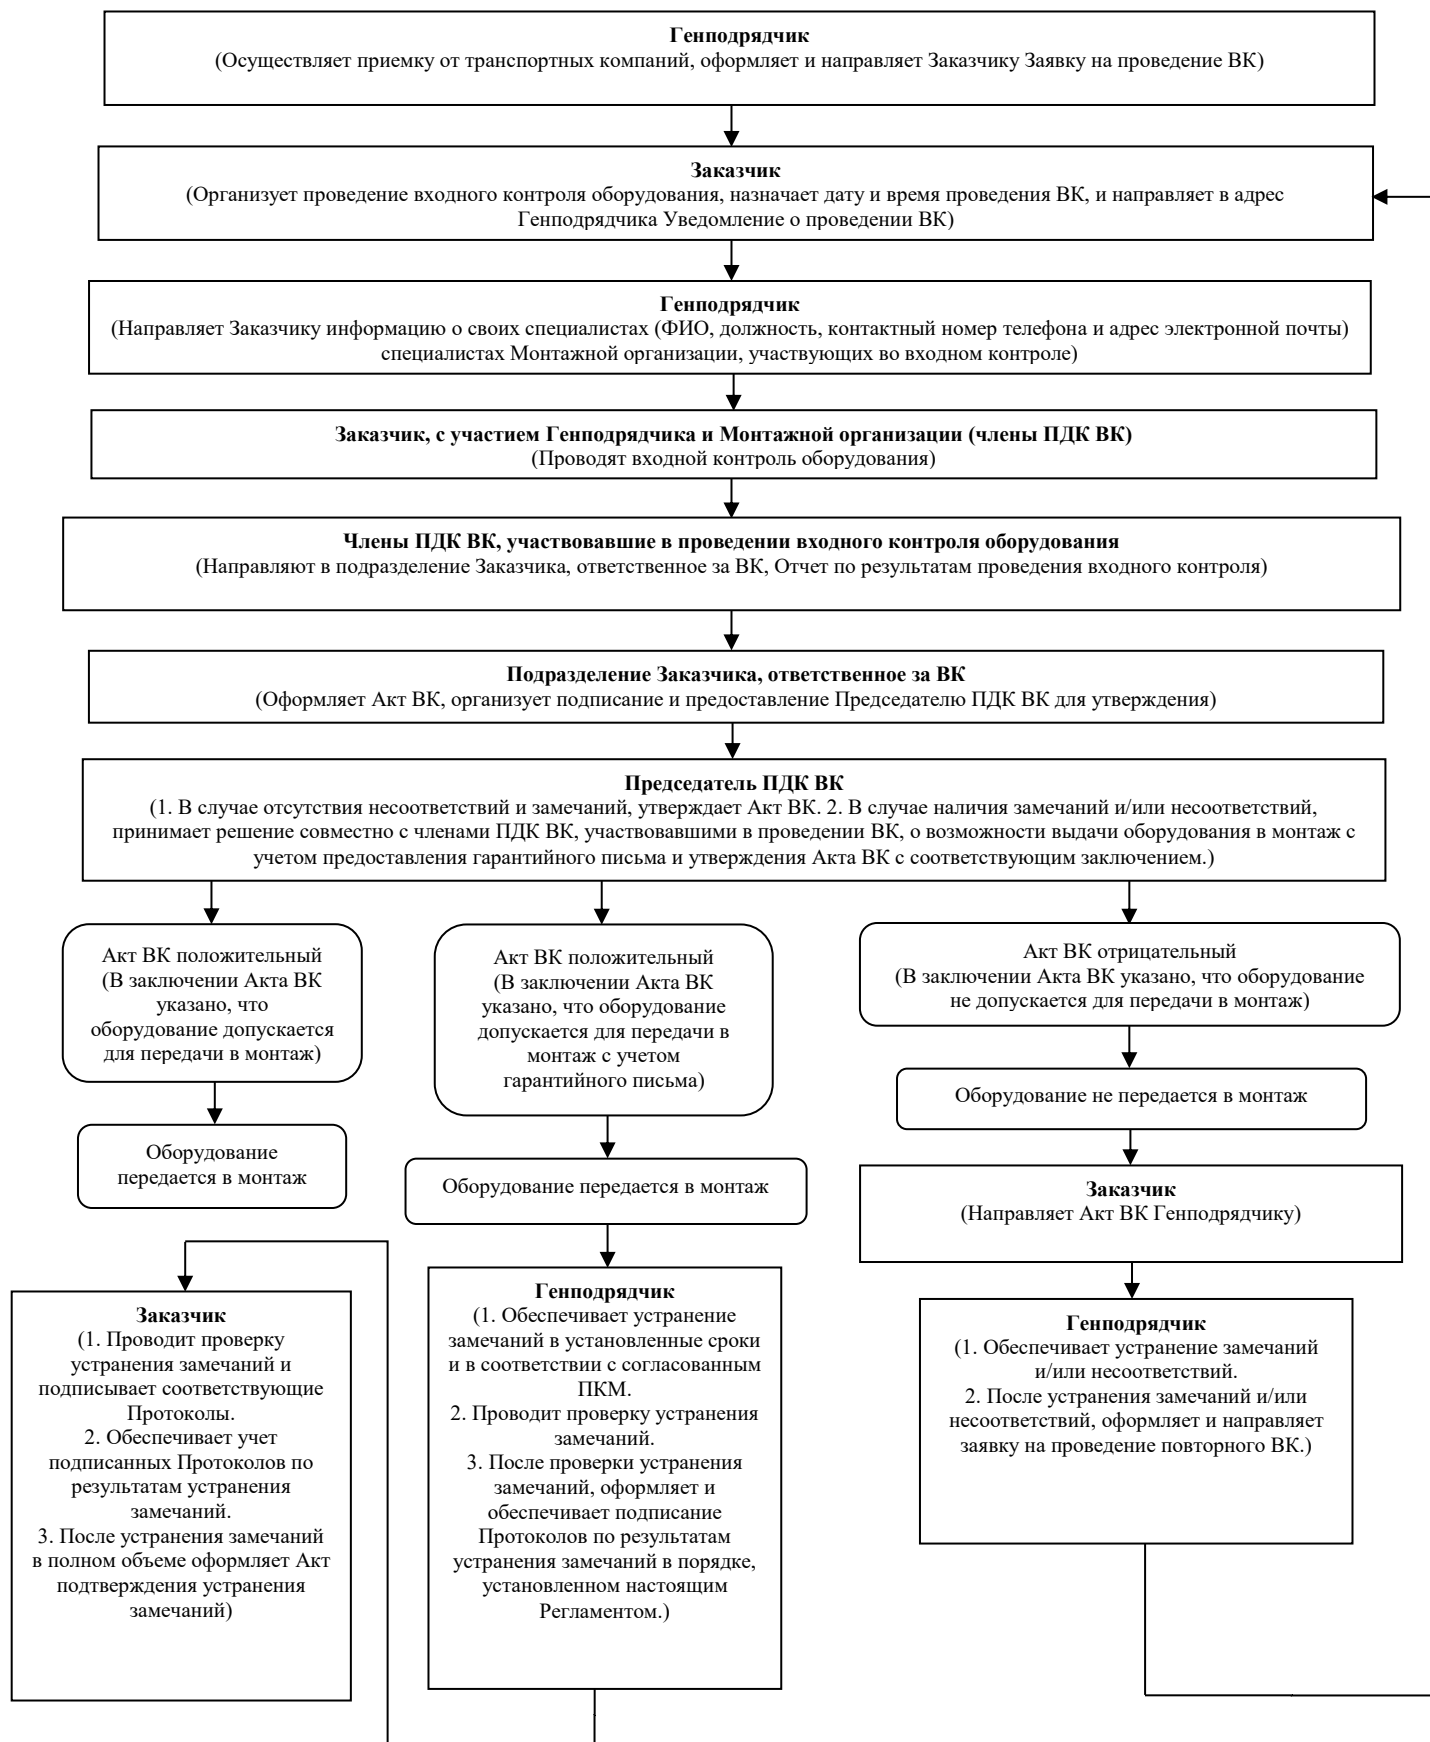 Генподрядчик
(Осуществляет приемку от транспортных компаний, оформляет и направляет Заказчику Заявку на проведение ВК)
Заказчик
(Организует проведение входного контроля оборудования, назначает дату и время проведения ВК, и направляет в адрес
Генподрядчика Уведомление о проведении ВК)
Генподрядчик
(Направляет Заказчику информацию о своих специалистах (ФИО, должность, контактный номер телефона и адрес электронной почты)
специалистах Монтажной организации, участвующих во входном контроле)
Заказчик, с участием Генподрядчика и Монтажной организации (члены ПДК ВК)
(Проводят входной контроль оборудования)
Члены ПДК ВК, участвовавшие в проведении входного контроля оборудования
(Направляют в подразделение Заказчика, ответственное за ВК, Отчет по результатам проведения входного контроля)
Подразделение Заказчика, ответственное за ВК
(Оформляет Акт ВК, организует подписание и предоставление Председателю ПДК ВК для утверждения)
Председатель ПДК ВК
(1. В случае отсутствия несоответствий и замечаний, утверждает Акт ВК. 2. В случае наличия замечаний и/или несоответствий,
принимает решение совместно с членами ПДК ВК, участвовавшими в проведении ВК, о возможности выдачи оборудования в монтаж с
учетом предоставления гарантийного письма и утверждения Акта ВК с соответствующим заключением.)
Акт ВК положительный
(В заключении Акта ВК
указано, что
оборудование допускается
для передачи в монтаж)
Оборудование
передается в монтаж
Акт ВК положительный
(В заключении Акта ВК
указано, что оборудование
допускается для передачи в
монтаж с учетом
гарантийного письма)
Оборудование передается в монтаж
Акт ВК отрицательный
(В заключении Акта ВК указано, что оборудование
не допускается для передачи в монтаж)
Оборудование не передается в монтаж
Заказчик
(Направляет Акт ВК Генподрядчику)
Заказчик
(1. Проводит проверку
устранения замечаний и
подписывает соответствующие
Протоколы.
2. Обеспечивает учет
подписанных Протоколов по
результатам устранения
замечаний.
3. После устранения замечаний
в полном объеме оформляет Акт
подтверждения устранения
замечаний)
Генподрядчик
(1. Обеспечивает устранение
замечаний в установленные сроки
и в соответствии с согласованным
ПКМ.
2. Проводит проверку устранения
замечаний.
3. После проверки устранения
замечаний, оформляет и
обеспечивает подписание
Протоколов по результатам
устранения замечаний в порядке,
установленном настоящим
Регламентом.)
Генподрядчик
(1. Обеспечивает устранение замечаний
и/или несоответствий.
2. После устранения замечаний и/или
несоответствий, оформляет и направляет
заявку на проведение повторного ВК.)